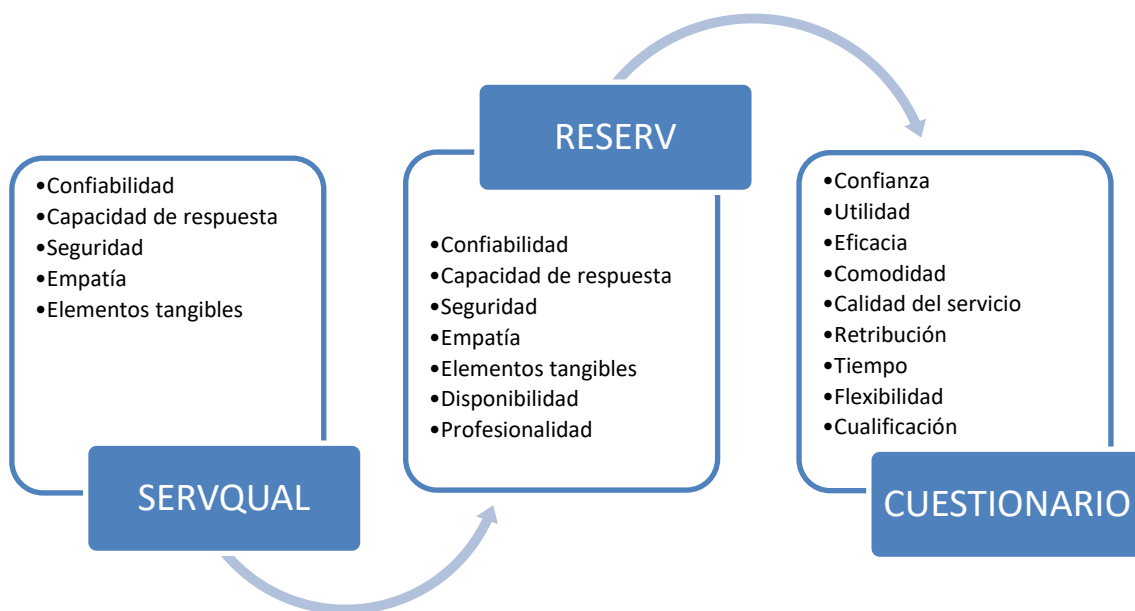 •Confiabilidad
•Capacidad de respuesta
•Seguridad
•Empatía
•Elementos tangibles
SERVQUAL
RESERV
•Confiabilidad
•Capacidad de respuesta
•Seguridad
•Empatía
•Elementos tangibles
•Disponibilidad
•Profesionalidad
•Confianza
•Utilidad
•Eficacia
•Comodidad
•Calidad del servicio
•Retribución
•Tiempo
•Flexibilidad
•Cualificación
CUESTIONARIO